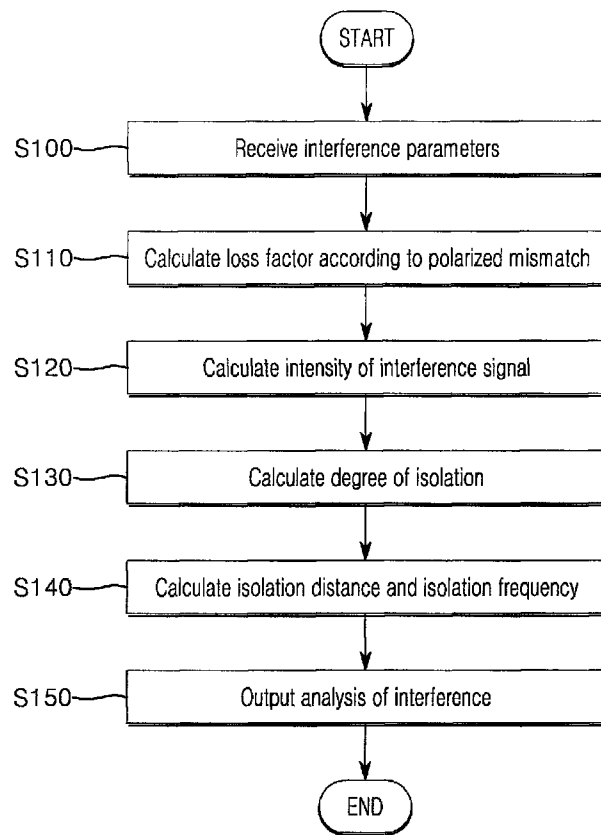 START
S100 Receive interference parameters
S110 Calculate loss factor according to polarized mismatch
S120 Calculate intensity of interference signal
S130 Calculate degree of isolation
S140 Calculate isolation distance and isolation frequency
S150 Output analysis of interference
END